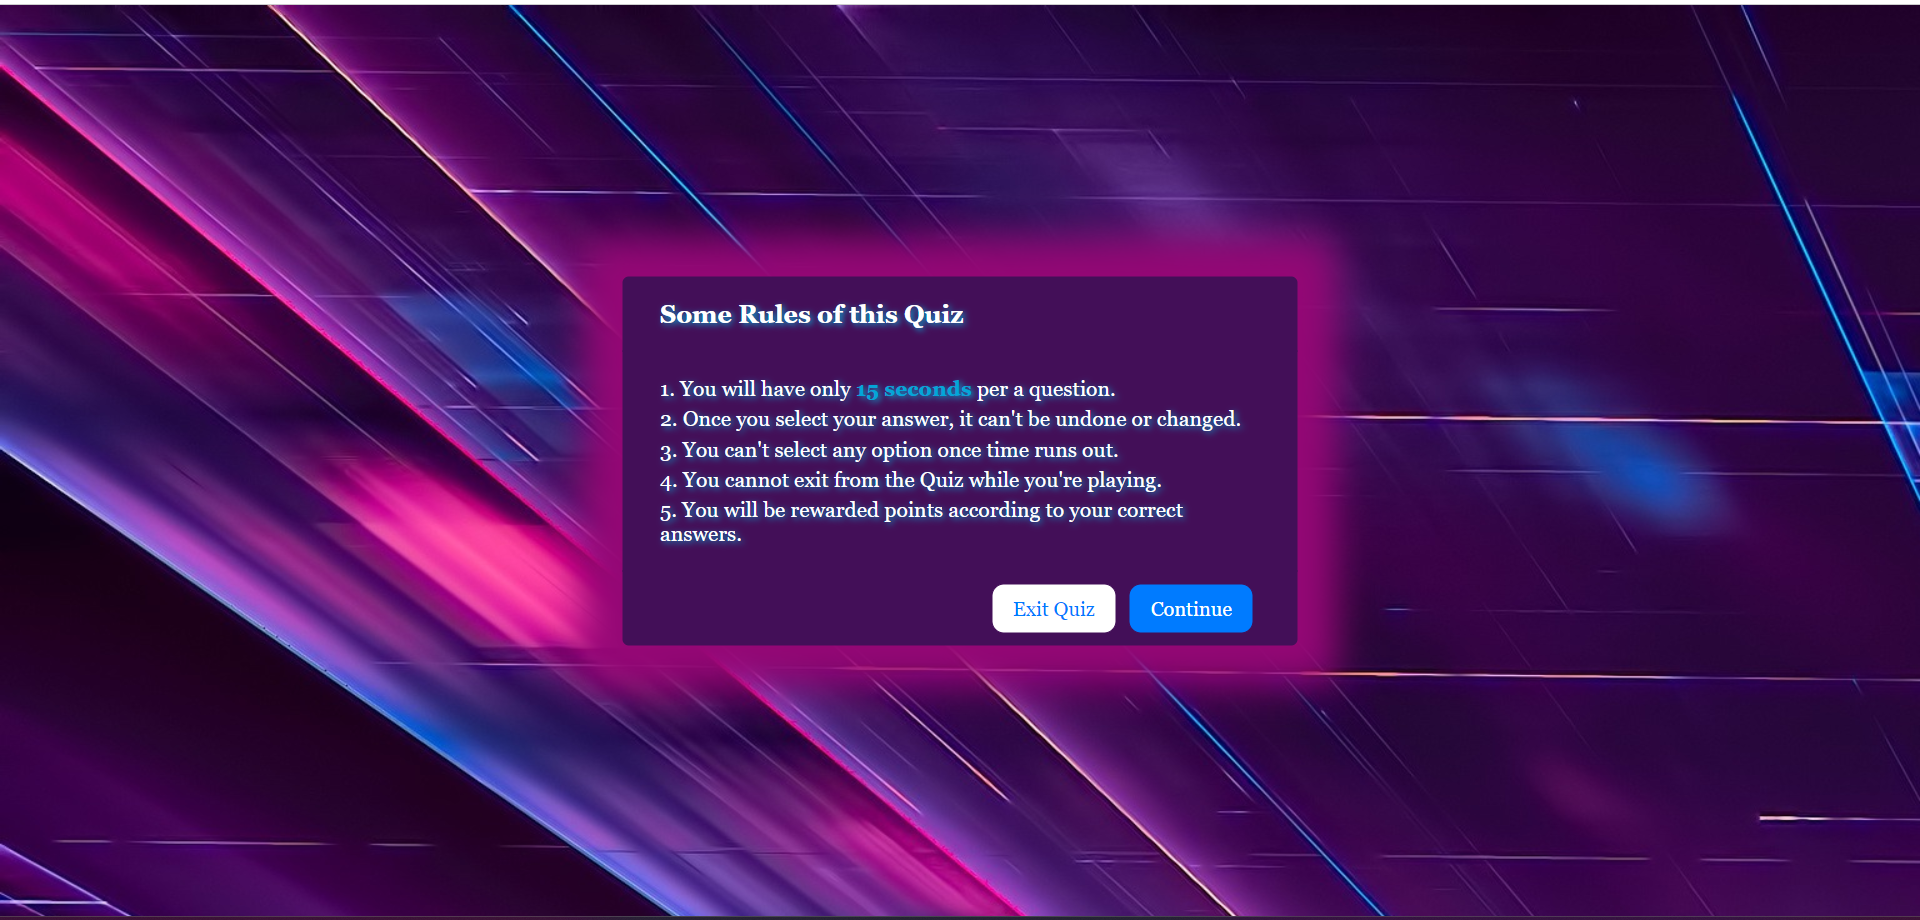 Some Rules of this Quiz
1. You will have only 15 seconds per a question.
2. Once you select your answer, it can't be undone or changed.
3. You can't select any option once time runs out.
4. You cannot exit from the Quiz while you're playing.
5. You will be rewarded points according to your correct
answers.
Exit Quiz
Continue